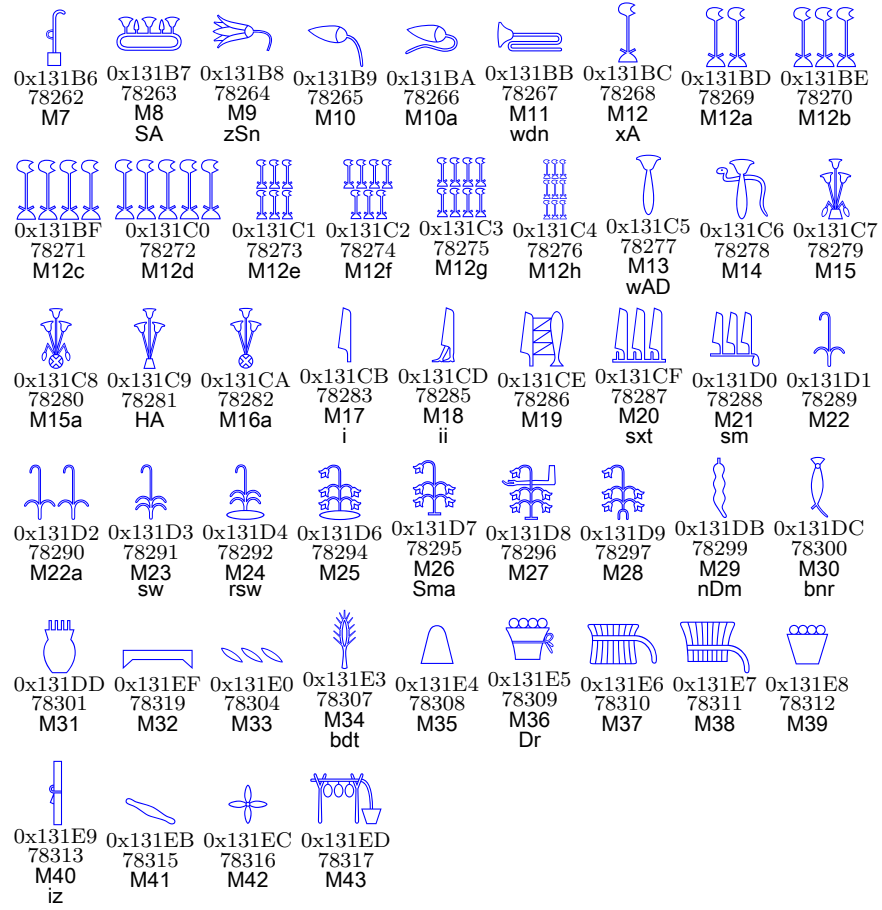 0x131B6 0x131B7 0x131B8 0x131B9 0x131BA 0x131BB 0x131BC 0x131BD 0x131BE
78262 78263 78264 78265 78266 78267 78268 78269 78270
M7 M8 M9 M10 M10a M11 M12 M12a M12b
SA zSn wdn xA
0x131BF 0x131C0 0x131C1 0x131C2 0x131C3 0x131C4 0x131C5 0x131C6 0x131C7
78271 78272 78273 78274 78275 78276 78277 78278 78279
M12c M12d M12e M12f M12g M12h M13 M14 M15
wAD
0x131C8 0x131C9 0x131CA 0x131CB 0x131CD 0x131CE 0x131CF 0x131D0 0x131D1
78280 78281 78282 78283 78285 78286 78287 78288 78289
M15a HA M16a M17 M18 M19 M20 M21 M22
i ii sxt sm
0x131D2 0x131D3 0x131D4 0x131D6 0x131D7 0x131D8 0x131D9 0x131DB 0x131DC
78290 78291 78292 78294 78295 78296 78297 78299 78300
M22a M23 M24 M25 M26 M27 M28 M29 M30
sw rsw Sma nDm bnr
0x131DD 0x131EF 0x131E0 0x131E3 0x131E4 0x131E5 0x131E6 0x131E7 0x131E8
78301 78319 78304 78307 78308 78309 78310 78311 78312
M31 M32 M33 M34 M35 M36 M37 M38 M39
bdt Dr
0x131E9 0x131EB 0x131EC 0x131ED
78313 78315 78316 78317
M40 M41 M42 M43
iz